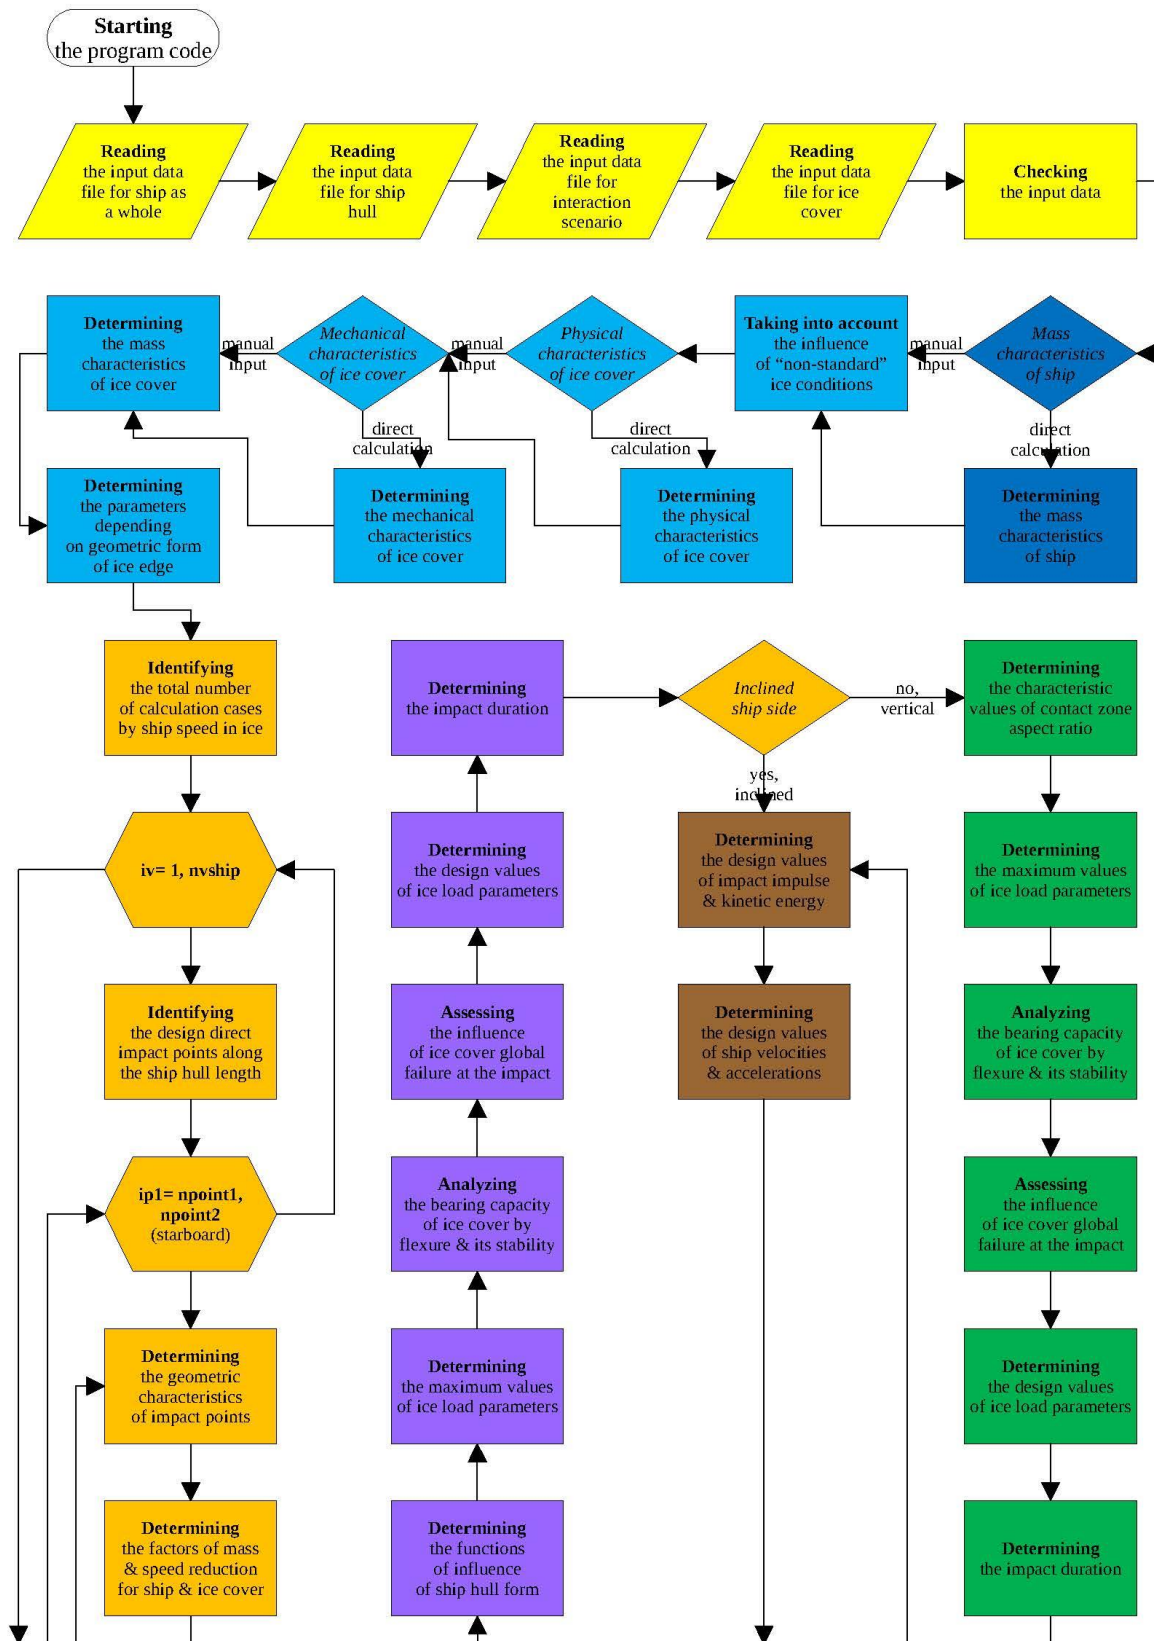 Starting
the program code
Reading
the input data
file for ship as
a whole
Reading
the input data
file for ship
hull
Reading
the input data
file for
interaction
scenario
Reading
the input data
file for ice
cover
Checking
the input data
Determining
the mass
characteristics
of ice cover
manual
input
Mechanical
characteristics
of ice cover
manual
input
Physical
characteristics
of ice cover
Taking into account
the influence
of “non-standard”
ice conditions
manual
input
Mass
characteristics
of ship
direct
calculation
direct
calculation
direct
calculation
Determining
the parameters
depending
on geometric form
of ice edge
Determining
the mechanical
characteristics
of ice cover
Determining
the physical
characteristics
of ice cover
Determining
the mass
characteristics
of ship
Identifying
the total number
of calculation cases
by ship speed in ice
Determining
the impact duration
Inclined
ship side
no,
vertical
Determining
the characteristic
values of contact zone
aspect ratio
yes,
inclined
iv= 1, nvship
Determining
the design values
of ice load parameters
Determining
the design values
of impact impulse
& kinetic energy
Determining
the maximum values
of ice load parameters
Identifying
the design direct
impact points along
the ship hull length
Assessing
the influence
of ice cover global
failure at the impact
Determining
the design values
of ship velocities
& accelerations
Analyzing
the bearing capacity
of ice cover by
flexure & its stability
ip1= npoint1,
npoint2
(starboard)
Analyzing
the bearing capacity
of ice cover by
flexure & its stability
Assessing
the influence
of ice cover global
failure at the impact
Determining
the geometric
characteristics
of impact points
Determining
the maximum values
of ice load parameters
Determining
the design values
of ice load parameters
Determining
the factors of mass
& speed reduction
for ship & ice cover
Determining
the functions
of influence
of ship hull form
Determining
the impact duration